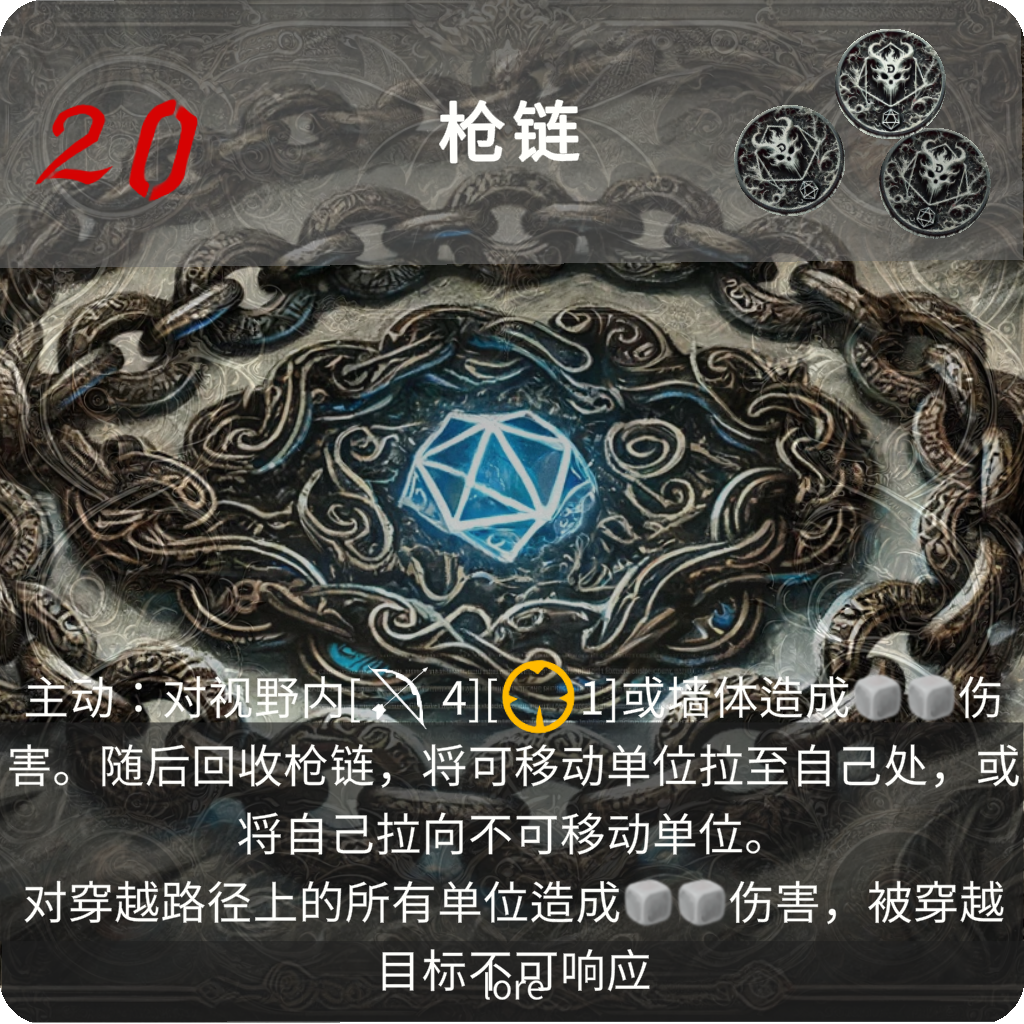 20
枪链
主动：对视野内[ 4][ 1]或墙体造成伤
害。随后回收枪链，将可移动单位拉至自己处，或
将自己拉向不可移动单位。
对穿越路径上的所有单位造成伤害，被穿越
目标不可响应
lore